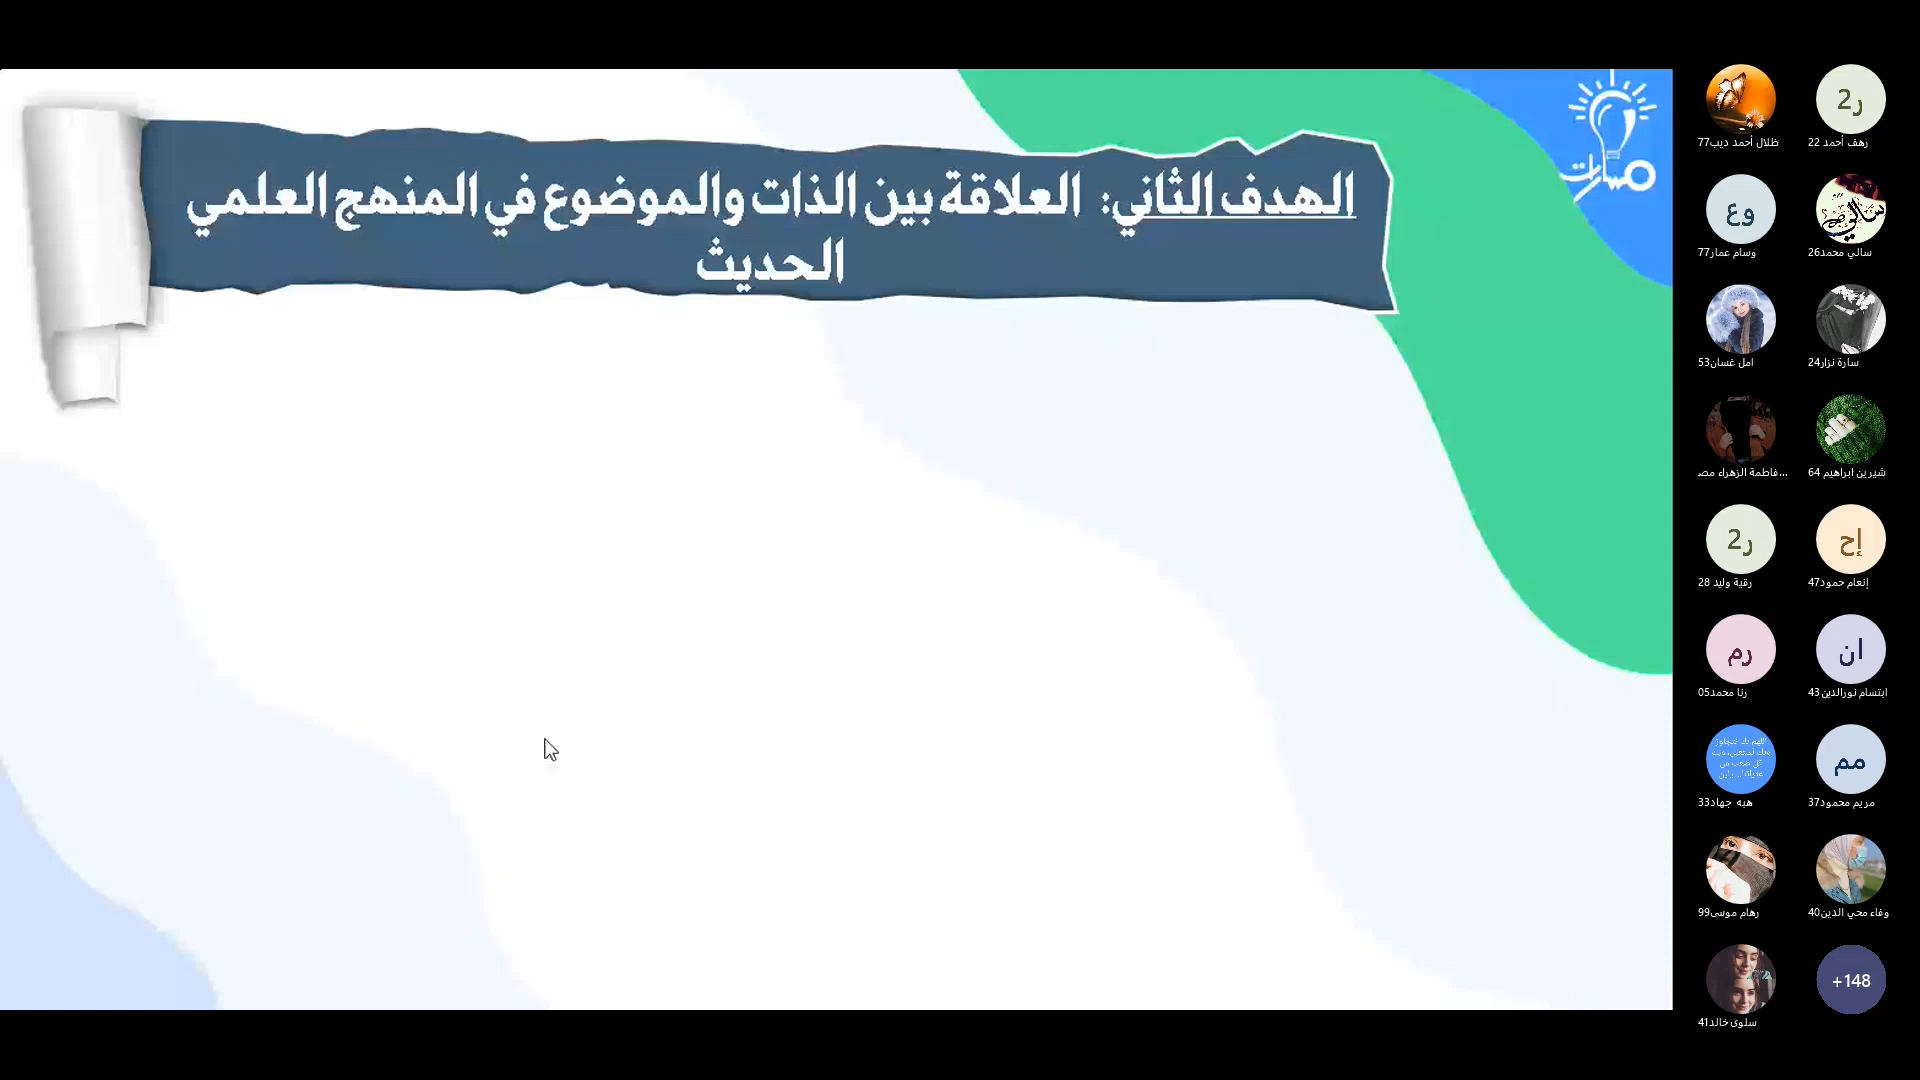 الهدف الثاني: العلاقة بين الذات والموضوع في المنهج العلمي
الحديث
مسارات
ظلال أحمد ديب77
ر2
رهف أحمد 22
وع
وسام عمار77
سالي محمد26
امل غسان53
سارة نزار24
فاطمة الزهراء مص...
شيرين ابراهيم 64
ر2
رقية وليد 28
إح
إنعام حمود47
رم
رنا محمد05
ان
ابتسام نورالدين43
هبه جهاد33
مم
مريم محمود37
رهام موسى99
وفاء محي الدين40
سلوى خالد41
+148